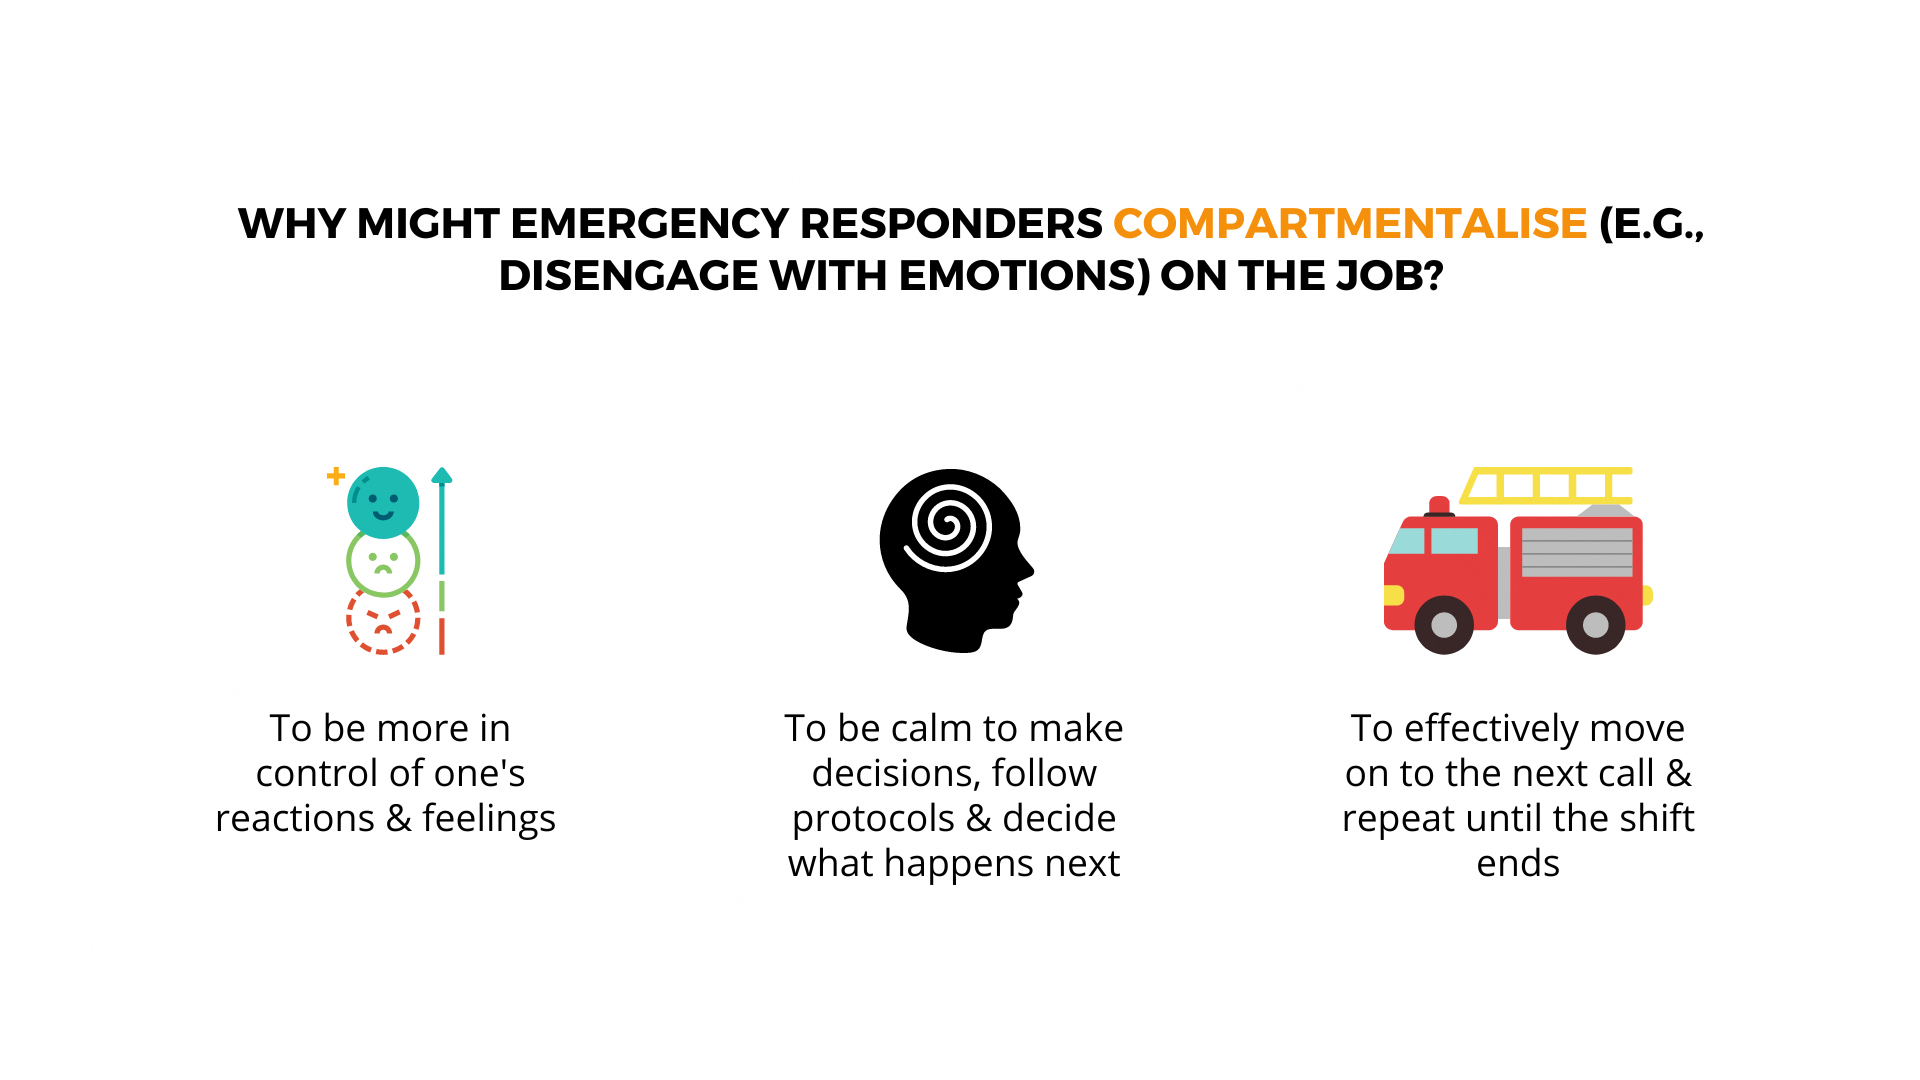 WHY MIGHT EMERGENCY RESPONDERS COMPARTMENTALISE (E.G.,
DISENGAGE WITH EMOTIONS) ON THE JOB?
To be more in
control of one's
reactions & feelings
To be calm to make
decisions, follow
protocols & decide
what happens next
To effectively move
on to the next call &
repeat until the shift
ends